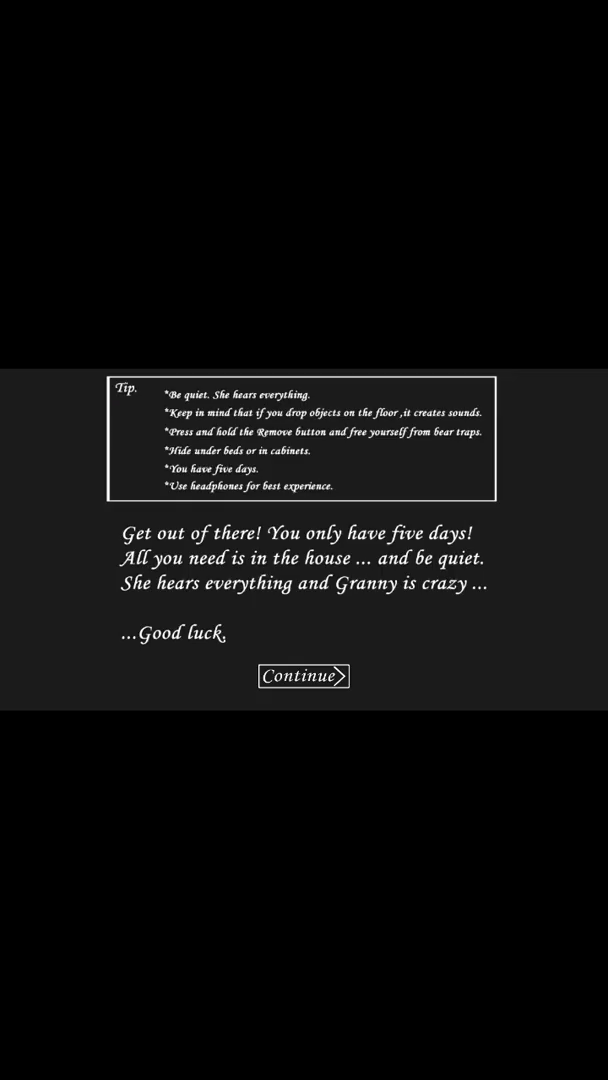 Tip.
*Be quiet. She hears everything.
*Keep in mind that if you drop objects on the floor ,it creates sounds.
*Press and hold the Remove button and free yourself from bear traps.
*Hide under beds or in cabinets.
*You have five days.
*Use headphones for best experience.
Get out of there! You only have five days!
All you need is in the house ... and be quiet.
She hears everything and Granny is crazy ...
...Good luck.
Continue